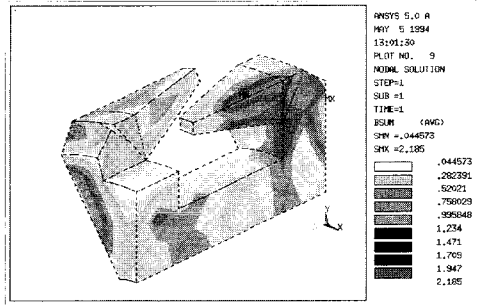 ANSYS 5.0 A
MAY 5 1994
13:01:30
PLOT NO. 9
NODAL SOLUTION
STEP=1
SUB =1
TIME=1
BSUM (AVG)
SMN =.044573
SMX =2.185
MX
Y
X
.044573
.282391
.52021
.758029
.995848
1.234
1.471
1.709
1.947
2.185